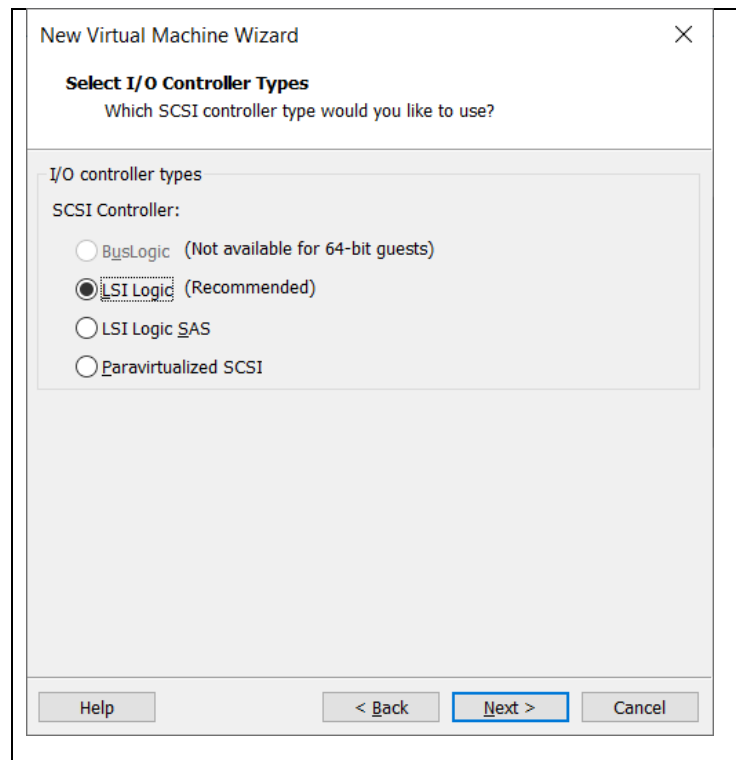 New Virtual Machine Wizard
Select I/O Controller Types
Which SCSI controller type would you like to use?
I/O controller types
SCSI Controller:
BusLogic (Not available for 64-bit guests)
LSI Logic (Recommended)
LSI Logic SAS
Paravirtualized SCSI
Help < Back Next > Cancel